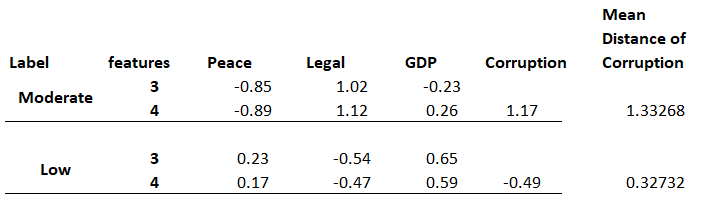 Mean
Distance of
Label features Peace Legal GDP Corruption Corruption
3 -0.85 1.02 -0.23
Moderate
4 -0.89 1.12 0.26 1.17 1.33268
3 0.23 -0.54 0.65
Low
4 0.17 -0.47 0.59 -0.49 0.32732